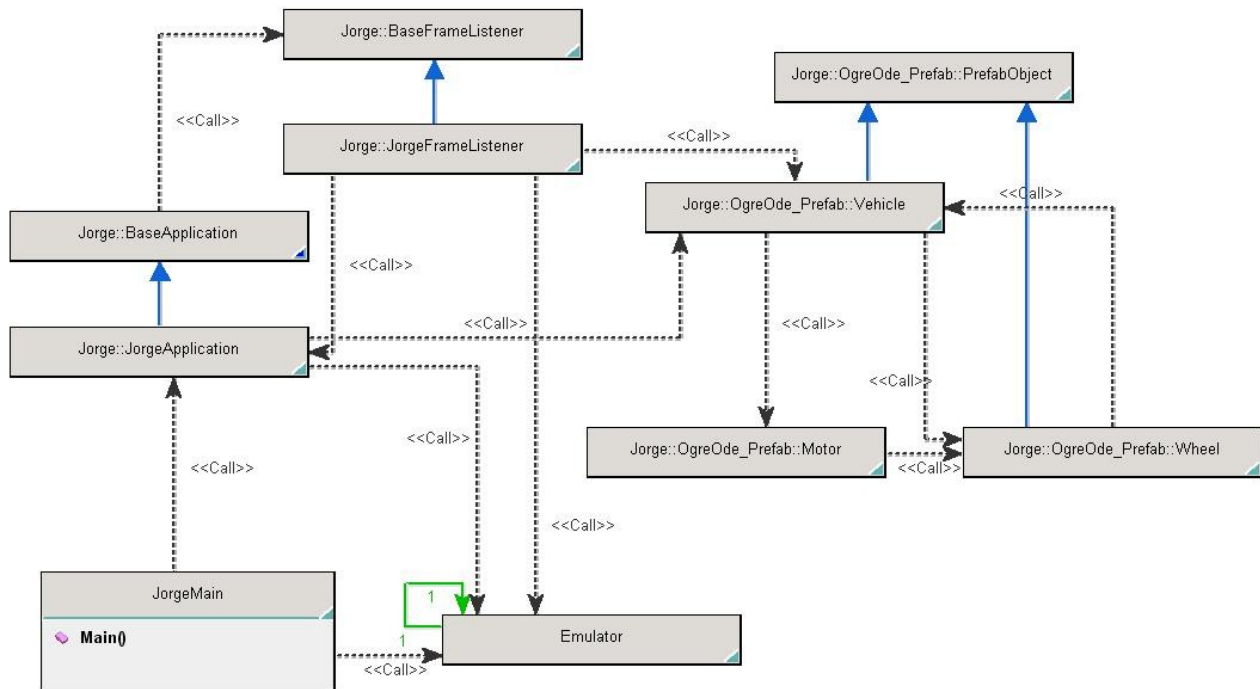 Jorge::BaseFrameListener
Jorge::OgreOde_Prefab::PrefabObject
<<Call>>
Jorge::JorgeFrameListener
<<Call>>
Jorge::OgreOde_Prefab::Vehicle
<<Call>>
Jorge::BaseApplication
<<Call>>
<<Call>>
<<Call>>
Jorge::JorgeApplication
<<Call>>
<<Call>>
Jorge::OgreOde_Prefab::Motor
Jorge::OgreOde_Prefab::Wheel
<<Call>>
<<Call>>
<<Call>>
JorgeMain
1
Main()
1
Emulator
<<Call>>